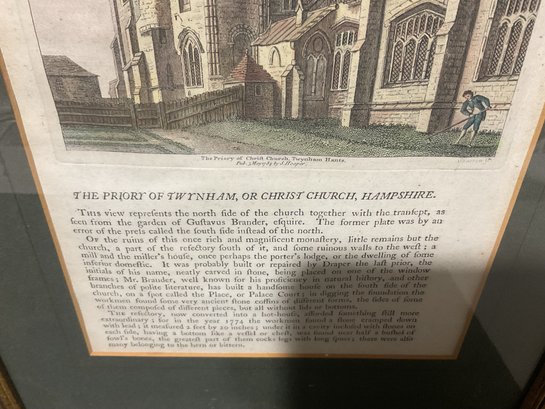 The Priory of Christ Church, Twynham Hants.
Pub. May by S. Hooper
THE PRIORY OF TWYNHAM, OR CHRIST CHURCH, HAMPSHIRE.
THIS view reprеſents the north ſide of the church together with the tranſept, as
ſeen from the garden of Guſtavus Brander, eſquire. The former plate was by an
error of the preſs called the ſouth ſide inſtead of the north.
OF the ruins of this once rich and magniſicent monaſtery, little remains but the
church, a part of the refectory ſouth of it, and ſome ruinous walls to the weſt; a
mill and the miller's houſe, once perhaps the porter's lodge, or the dwelling of ſome
inferior domeſtic. It was probably built or repaired by Draper the laſt prior, the
initials of his name, neatly carved in ſtone, being placed on one of the window
frames; Mr. Brander, well known for his proficiency in natural hiſtory, and other
branches of polite literature, has built a handſome houſe on the ſouth ſide of the
church, on a ſpot called the Place, or Palace Court; in digging the foundation the
workmen found ſome very ancient ſtone coffins of different forms, the ſides of ſome
of them compoſed of different pieces, but all without lids or bottoms.
THE refectory, now converted into a hot-houſe, afforded ſomething ſtill more
extraordinary; for in the year 1774 the workmen found a ſtone cramped down
with lead; it meaſured 2 feet by 20 inches; under it in a cavity incluſed with ſtones on
each ſide, having a bottom like a veſſel or cheſt, was found near half a buſhel of
fowl's bones, the greateſt part of them cocks legs with long ſpurs; there were alſo
many belonging to the hern or bittern.